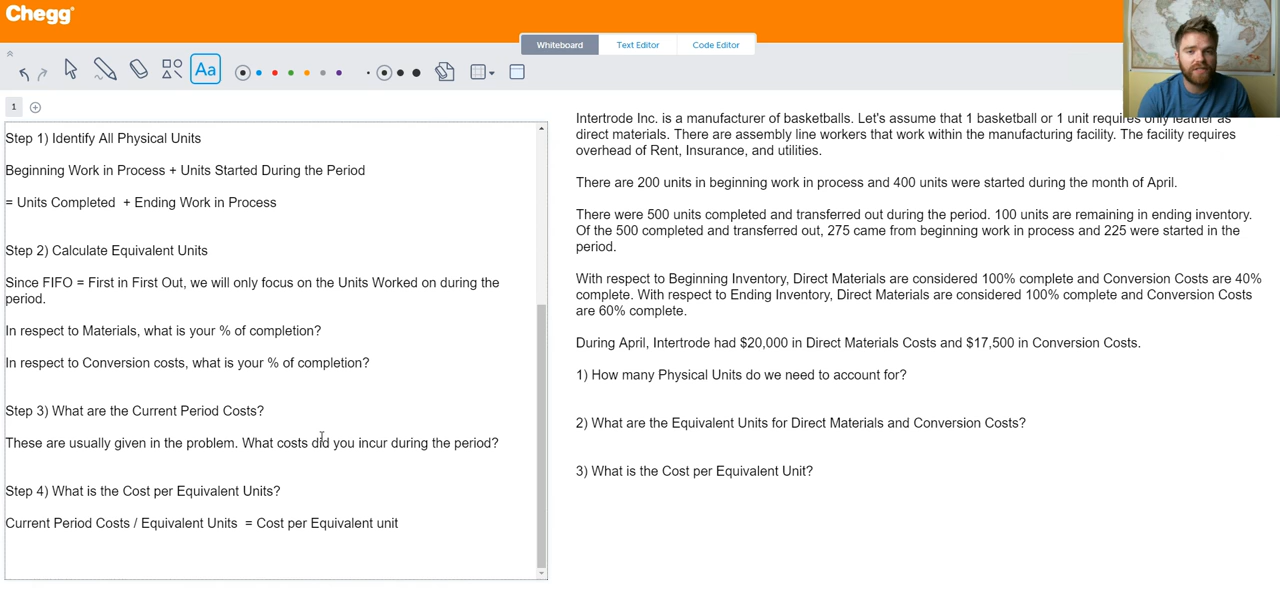 Chegg
Whiteboard
Text Editor
Code Editor
Aa
1
Step 1) Identify All Physical Units
Beginning Work in Process + Units Started During the Period
= Units Completed + Ending Work in Process
Step 2) Calculate Equivalent Units
Since FIFO = First in First Out, we will only focus on the Units Worked on during the
period.
In respect to Materials, what is your % of completion?
In respect to Conversion costs, what is your % of completion?
Step 3) What are the Current Period Costs?
These are usually given in the problem. What costs did you incur during the period?
Step 4) What is the Cost per Equivalent Units?
Current Period Costs / Equivalent Units = Cost per Equivalent unit
Intertrode Inc. is a manufacturer of basketballs. Let's assume that 1 basketball or 1 unit requires only leather as
direct materials. There are assembly line workers that work within the manufacturing facility. The facility requires
overhead of Rent, Insurance, and utilities.
There are 200 units in beginning work in process and 400 units were started during the month of April.
There were 500 units completed and transferred out during the period. 100 units are remaining in ending inventory.
Of the 500 completed and transferred out, 275 came from beginning work in process and 225 were started in the
period.
With respect to Beginning Inventory, Direct Materials are considered 100% complete and Conversion Costs are 40%
complete. With respect to Ending Inventory, Direct Materials are considered 100% complete and Conversion Costs
are 60% complete.
During April, Intertrode had $20,000 in Direct Materials Costs and $17,500 in Conversion Costs.
1) How many Physical Units do we need to account for?
2) What are the Equivalent Units for Direct Materials and Conversion Costs?
3) What is the Cost per Equivalent Unit?